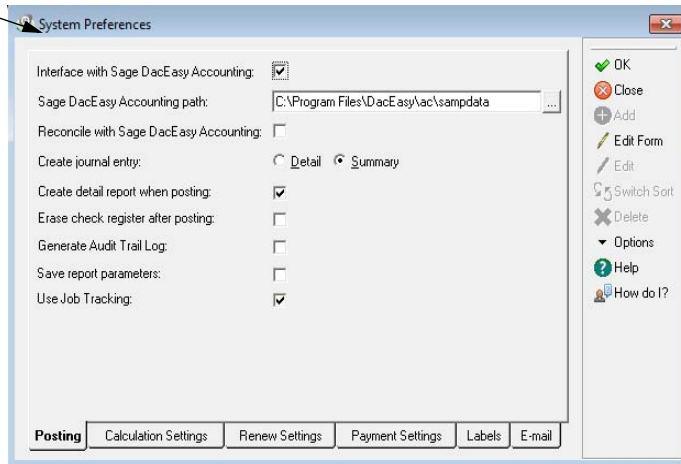 System Preferences
Interface with Sage DacEasy Accounting:
Sage DacEasy Accounting path: C:\Program Files\DacEasy\ac\sampdata ...
Reconcile with Sage DacEasy Accounting:
Create journal entry: Detail Summary
Create detail report when posting:
Erase check register after posting:
Generate Audit Trail Log:
Save report parameters:
Use Job Tracking:
Posting Calculation Settings Renew Settings Payment Settings Labels E-mail
OK
Close
Add
Edit Form
Edit
Switch Sort
Delete
Options
Help
How do I?